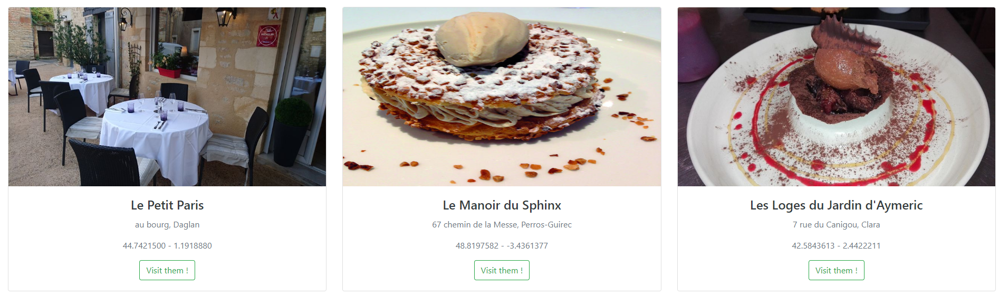 MICHELIN
Le Petit Paris
au bourg, Daglan
44.7421500 - 1.1918880
Visit them !
Le Manoir du Sphinx
67 chemin de la Messe, Perros-Guirec
48.8197582 - -3.4361377
Visit them !
Les Loges du Jardin d'Aymeric
7 rue du Canigou, Clara
42.5843613 - 2.4422211
Visit them !